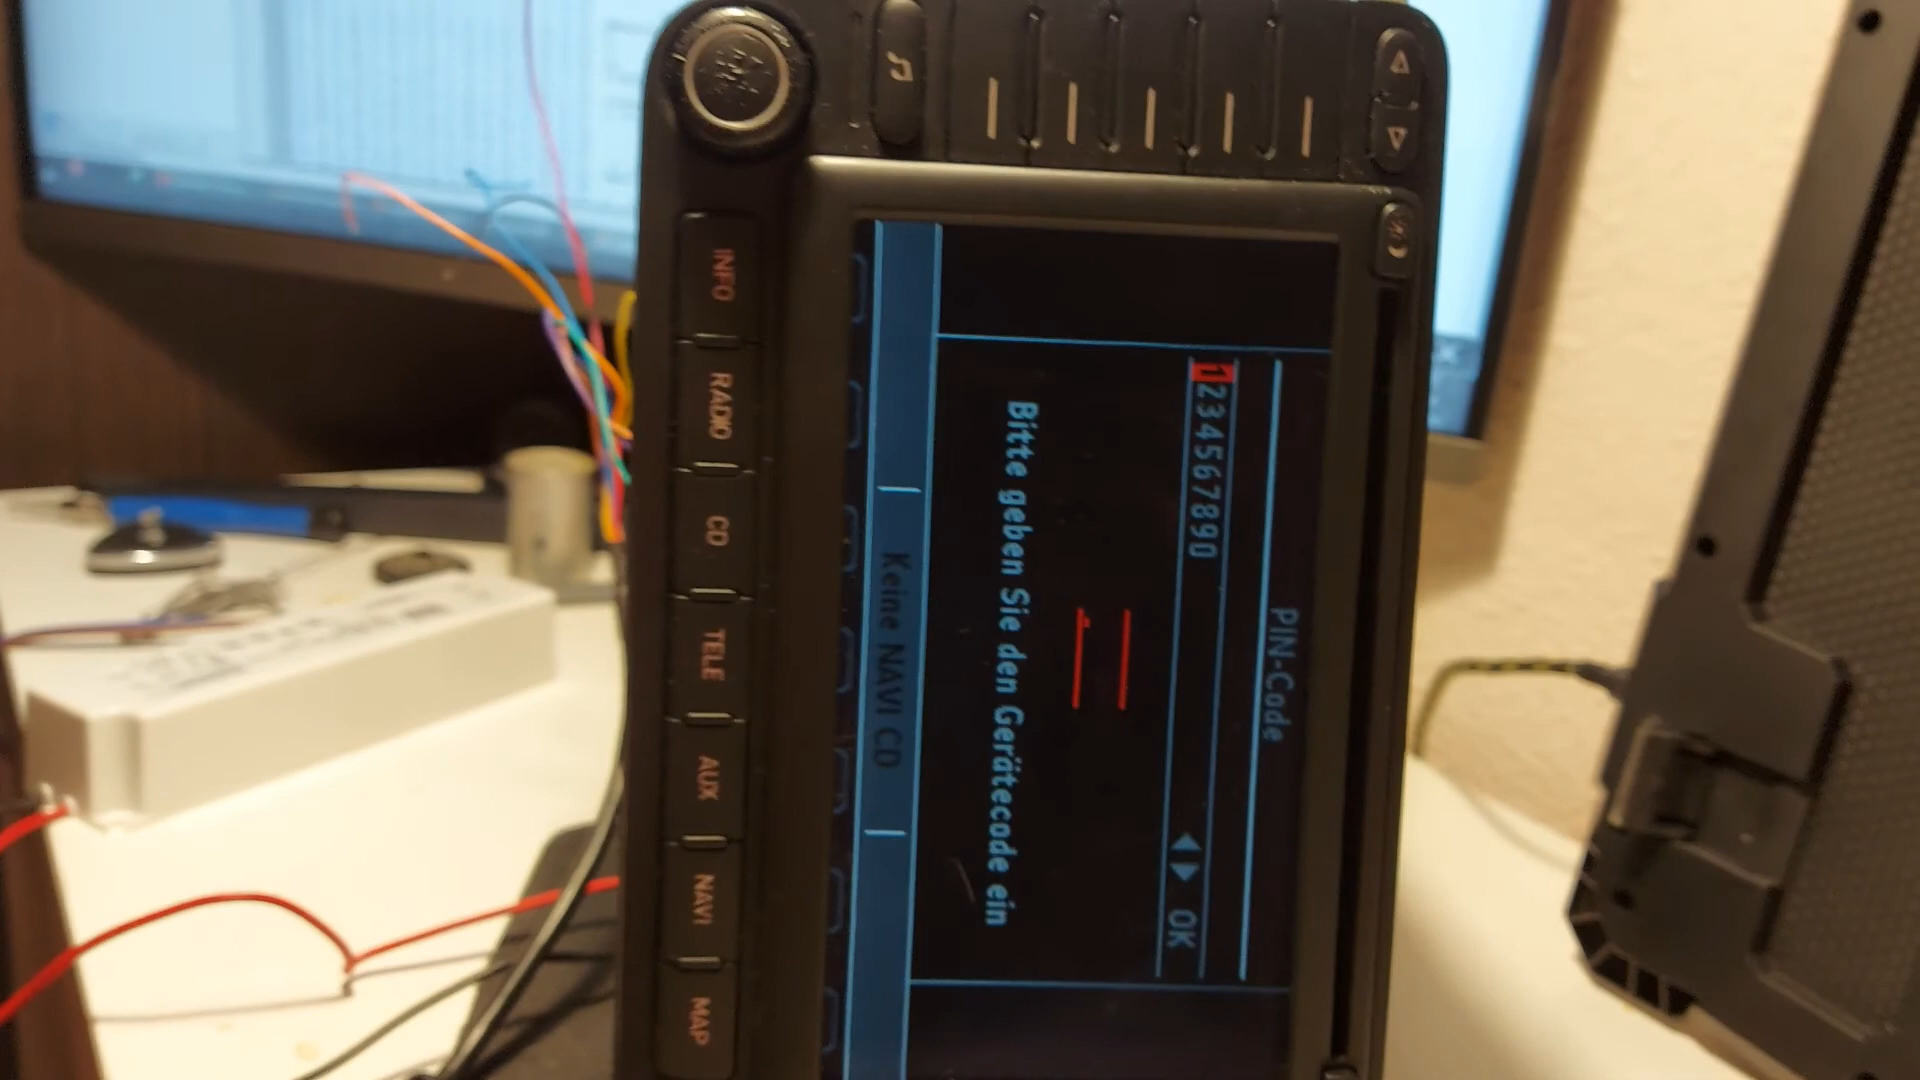 PIN-Code
1234567890 OK
Bitte geben Sie den Gerätecode ein
Keine NAVI CD
INFO
RADIO
CD
TELE
AUX
NAVI
MAP